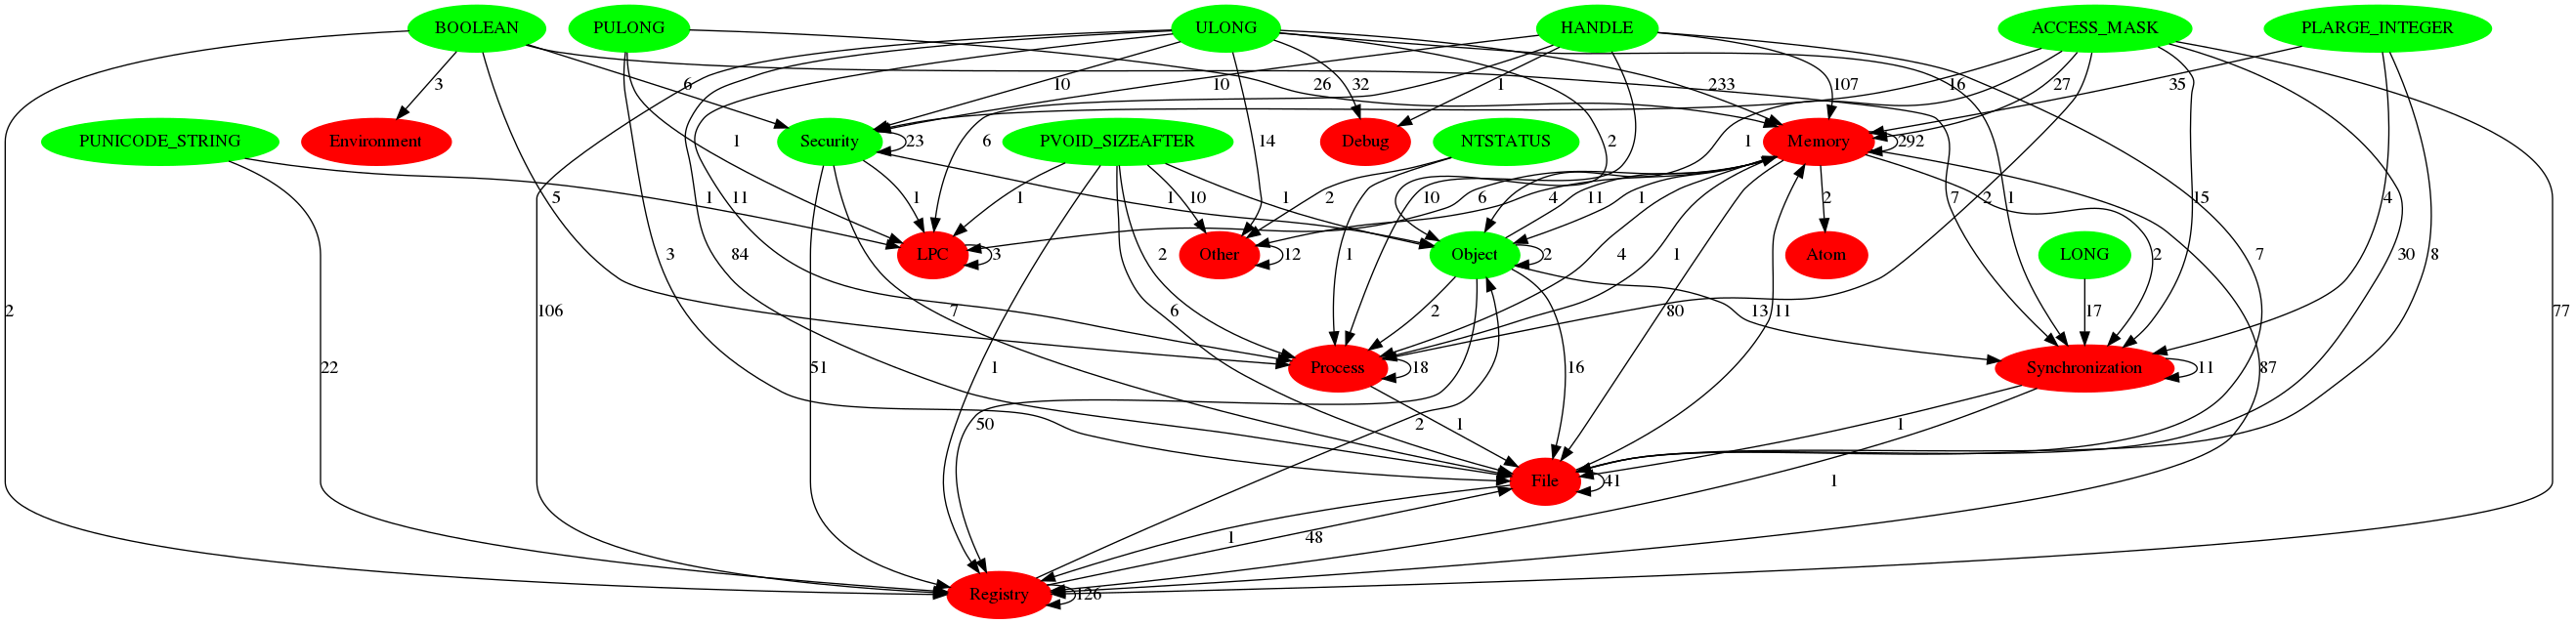 BOOLEAN PULONG ULONG HANDLE ACCESS_MASK PLARGE_INTEGER
3 6 10 10 26 32 1 233 107 16 27 35
PUNICODE_STRING Environment Security 23 PVOID_SIZEAFTER Debug NTSTATUS Memory 292
1 6 14 2 1
5 1 11 1 1 10 1 2 10 6 4 11 1 2 7 2 1 15 4
LPC 3 Other 12 Object 2 Atom LONG
3 84 2 1 4 1 2 30 8 7
2 106 51 7 6 2 80 11 13 17 77
22 1 Process 18 16 Synchronization 11 87
50 2 1 1
File 41
1 48 1
Registry 126